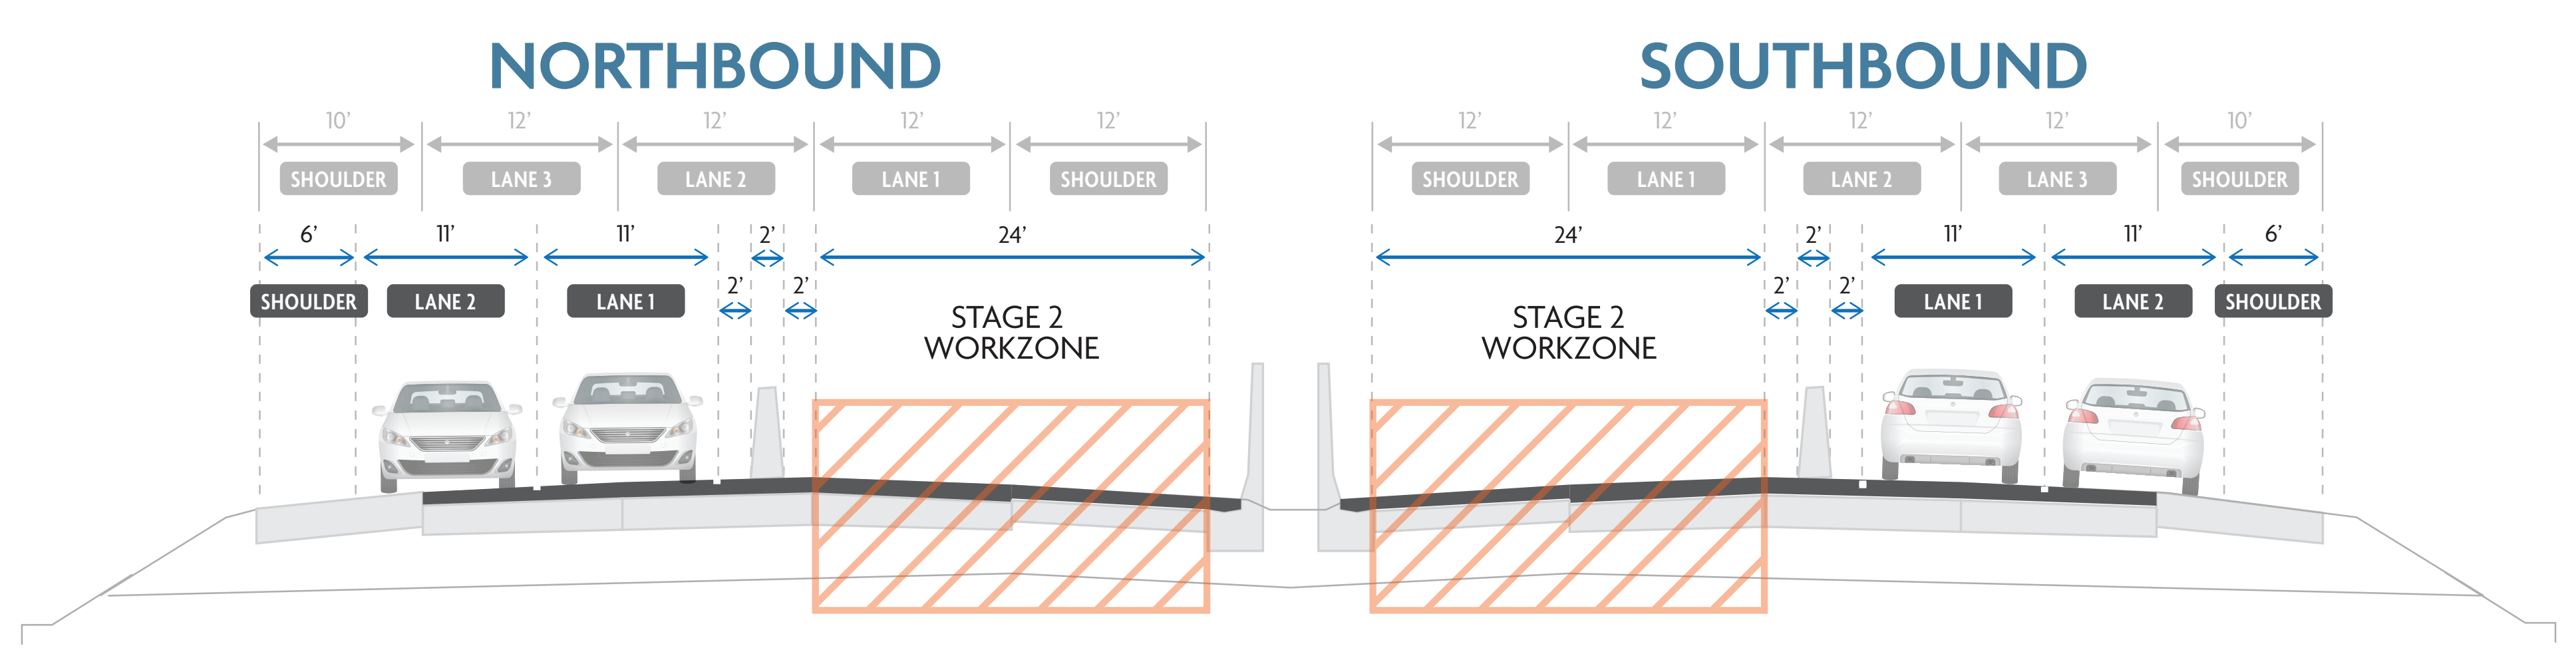 NORTHBOUND SOUTHBOUND
10’ 12’ 12’ 12’ 12’ 12’ 12’ 12’ 12’ 10’
SHOULDER LANE 3 LANE 2 LANE 1 SHOULDER SHOULDER LANE 1 LANE 2 LANE 3 SHOULDER
6’ 11’ 11’ 2’ 24’ 24’ 2’ 11’ 11’ 6’
2’ 2’ 2’ 2’
SHOULDER LANE 2 LANE 1 LANE 1 LANE 2 SHOULDER
STAGE 2 STAGE 2
WORKZONE WORKZONE